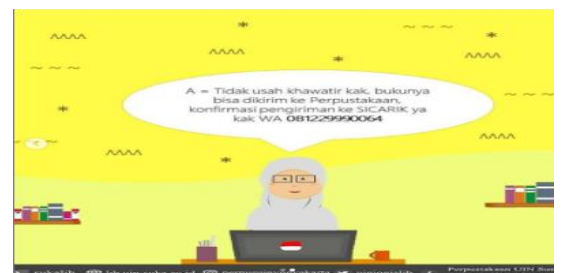 A = Tidak usah khawatir kak, bukunya
bisa dikirim ke Perpustakaan,
konfirmasi pengiriman ke SICARIK ya
kak WA 081229990064
Perpustakaan UIN